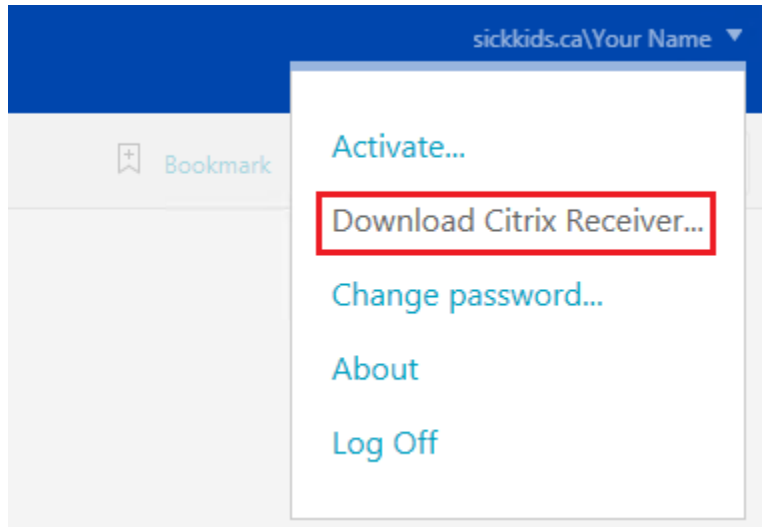 sickkids.ca\Your Name
Bookmark
Activate...
Download Citrix Receiver...
Change password...
About
Log Off